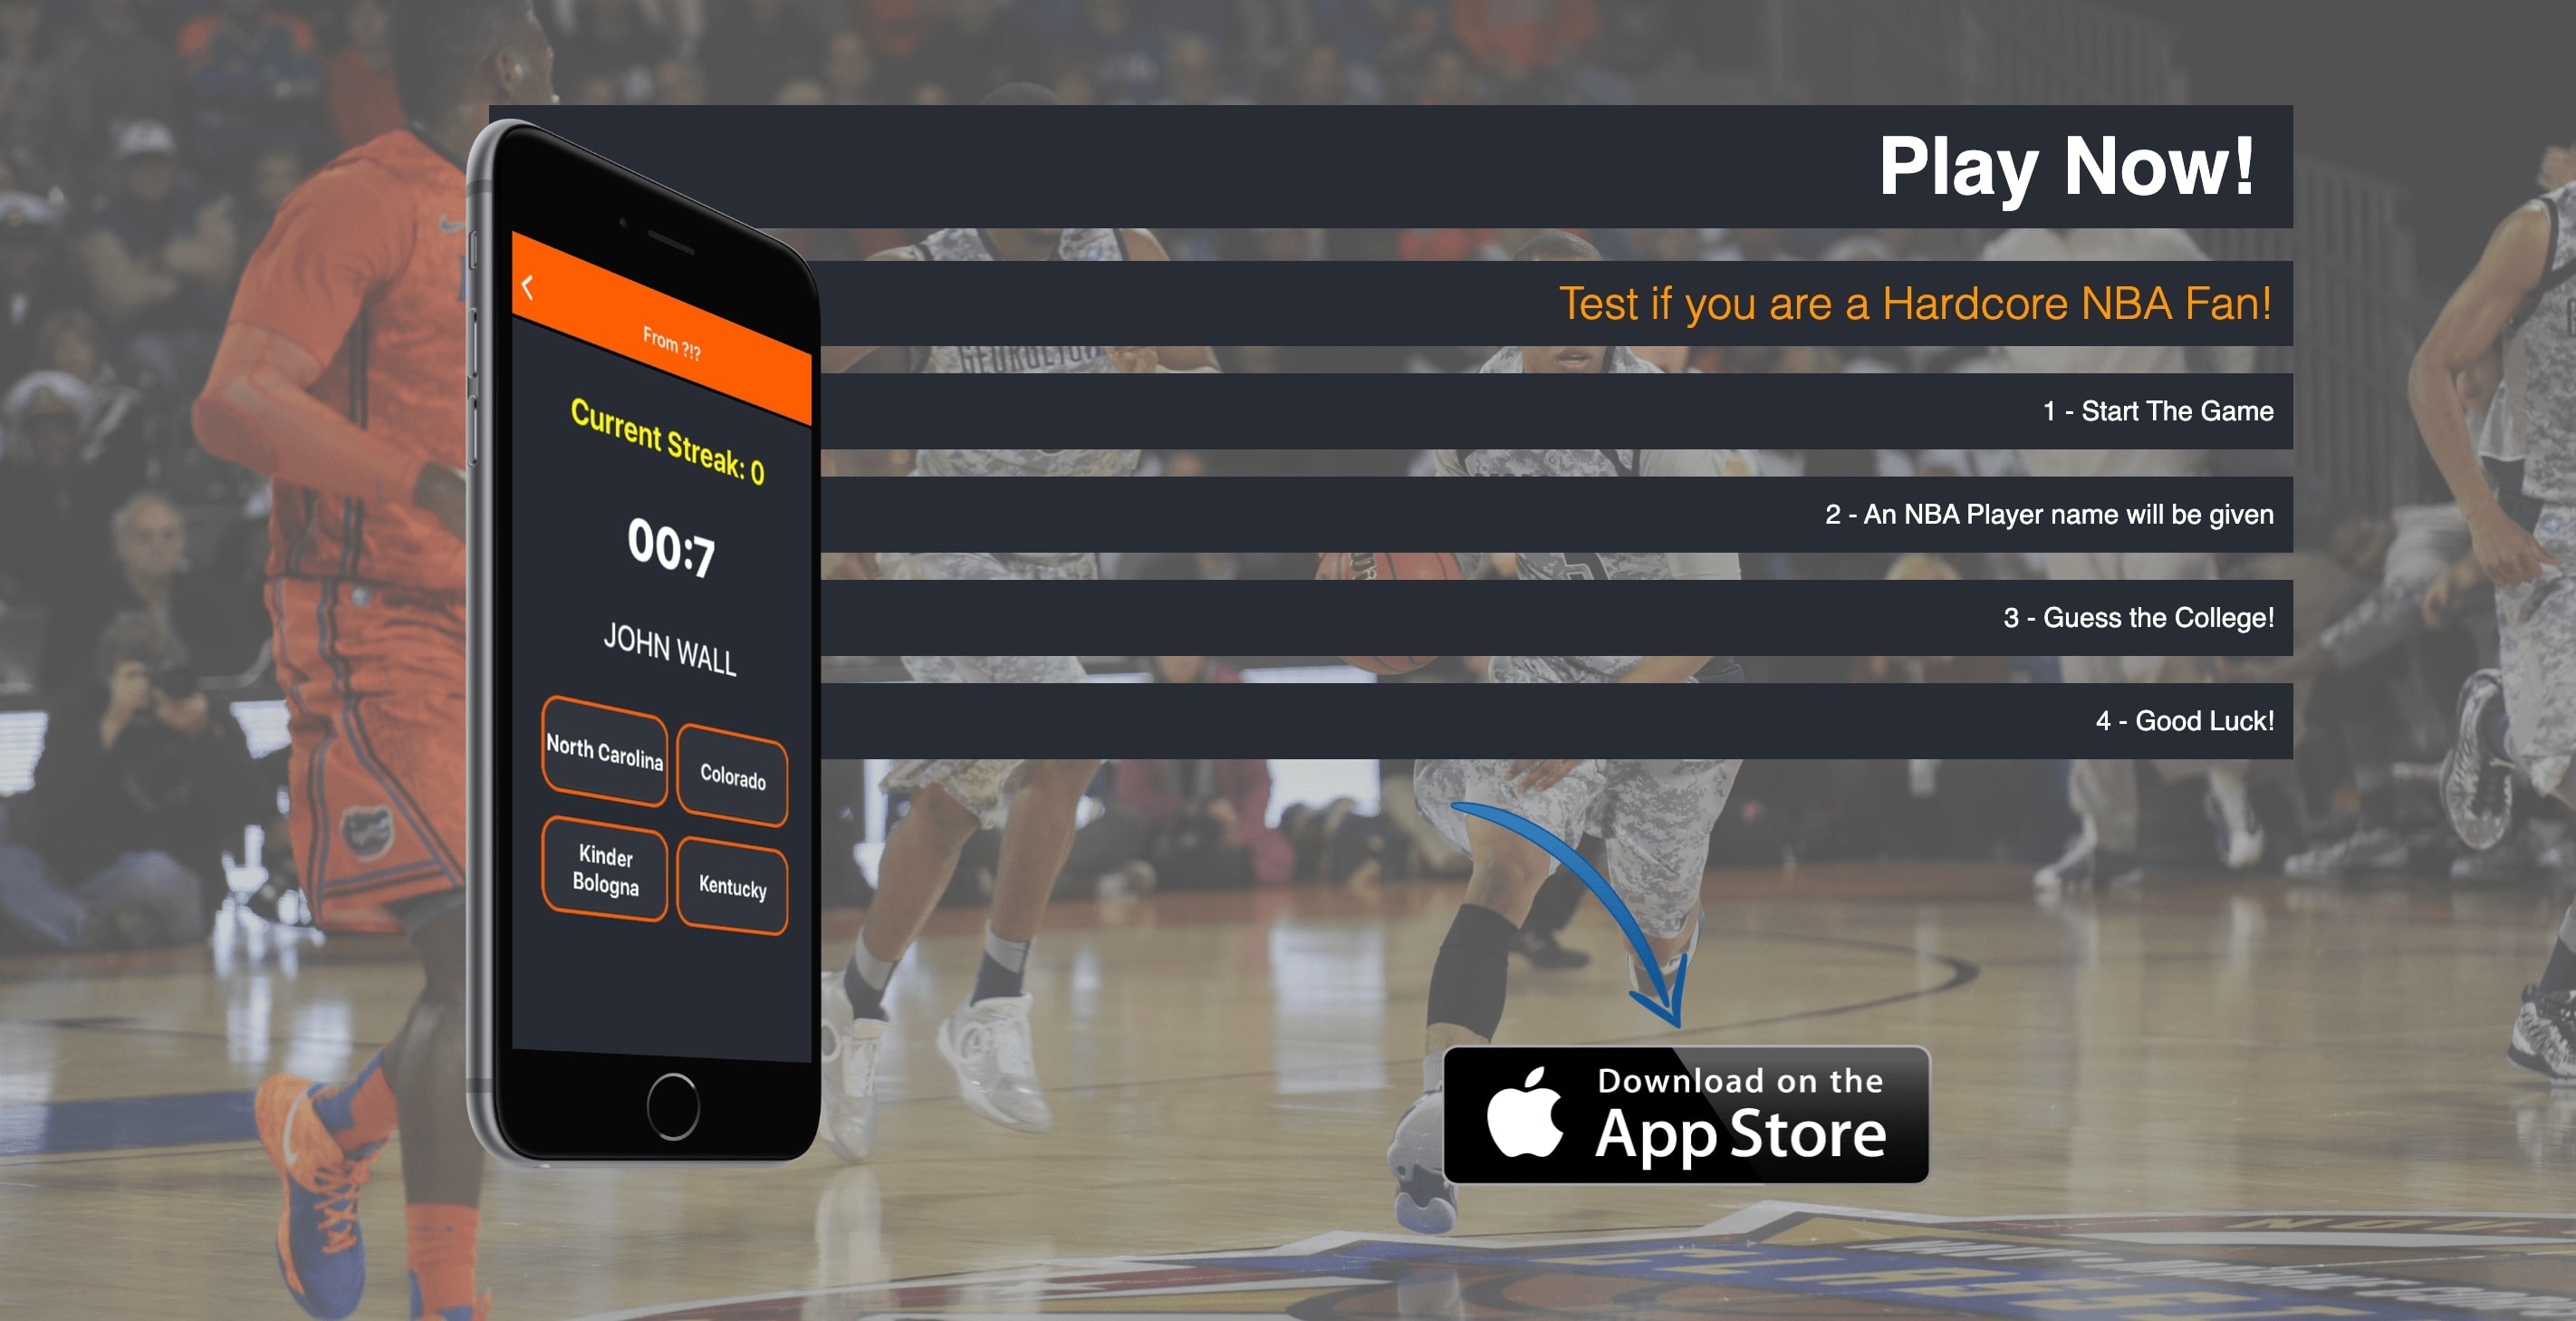 Play Now!
Test if you are a Hardcore NBA Fan!
1 - Start The Game
2 - An NBA Player name will be given
3 - Guess the College!
4 - Good Luck!
From ?!?
Current Streak: 0
00:7
JOHN WALL
North Carolina
Colorado
Kinder
Bologna
Kentucky
GEORGETOWN
Download on the
App Store